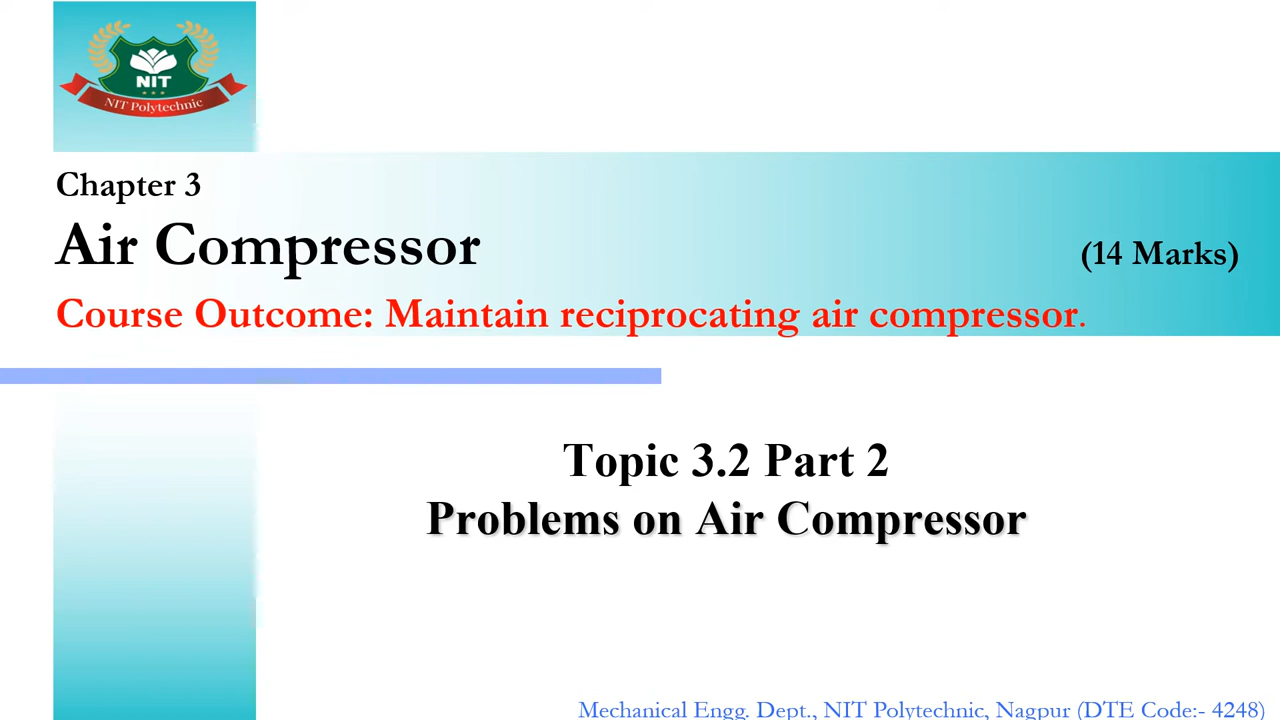 NIT
NIT Polytechnic
Chapter 3
Air Compressor
(14 Marks)
Course Outcome: Maintain reciprocating air compressor.
Topic 3.2 Part 2
Problems on Air Compressor
Mechanical Engg. Dept., NIT Polytechnic, Nagpur (DTE Code:- 4248)